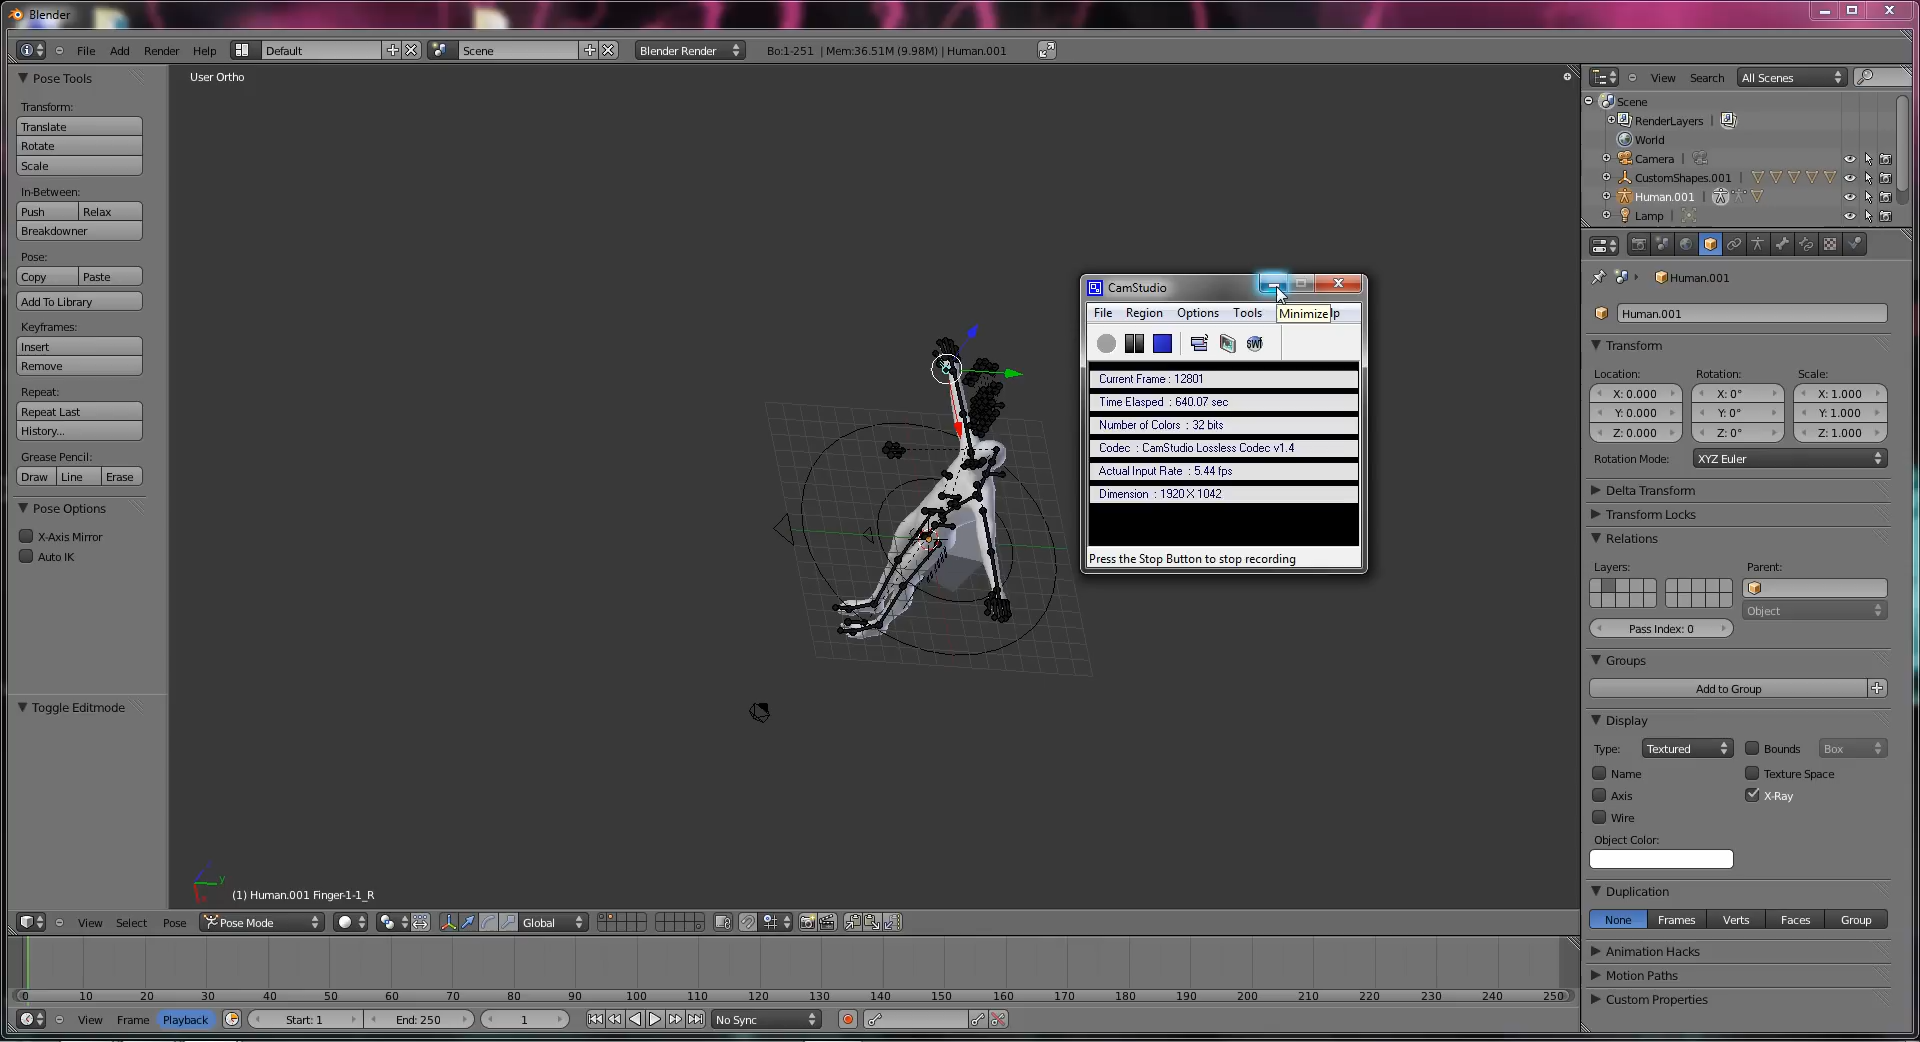 Blender
File Add Render Help Default Scene Blender Render Bo:1-251 | Mem:36.51M (9.98M) | Human.001
Pose Tools
Transform:
Translate
Rotate
Scale
In-Between:
Push Relax
Breakdowner
Pose:
Copy Paste
Add To Library
Keyframes:
Insert
Remove
Repeat:
Repeat Last
History...
Grease Pencil:
Draw Line Erase
Pose Options
X-Axis Mirror
Auto IK
Toggle Editmode
User Ortho
CamStudio
File Region Options Tools lp
Minimize
Current Frame : 12801
Time Elasped : 640.07 sec
Number of Colors : 32 bits
Codec : CamStudio Lossless Codec v1.4
Actual Input Rate : 5.44 fps
Dimension : 1920 X 1042
Press the Stop Button to stop recording
y
(1) Human.001 Finger-1-1_R
View Select Pose Pose Mode Global
0 10 20 30 40 50 60 70 80 90 100 110 120 130 140 150 160 170 180 190 200 210 220 230 240 250
View Frame Playback Start: 1 End: 250 1 No Sync
View Search All Scenes
Scene
RenderLayers |
World
Camera |
CustomShapes.001 |
Human.001 |
Lamp |
Human.001
Human.001
Transform
Location: Rotation: Scale:
X: 0.000 X: 0° X: 1.000
Y: 0.000 Y: 0° Y: 1.000
Z: 0.000 Z: 0° Z: 1.000
Rotation Mode: XYZ Euler
Delta Transform
Transform Locks
Relations
Layers: Parent:
Object
Pass Index: 0
Groups
Add to Group
Display
Type: Textured Bounds Box
Name Texture Space
Axis X-Ray
Wire
Object Color:
Duplication
None Frames Verts Faces Group
Animation Hacks
Motion Paths
Custom Properties